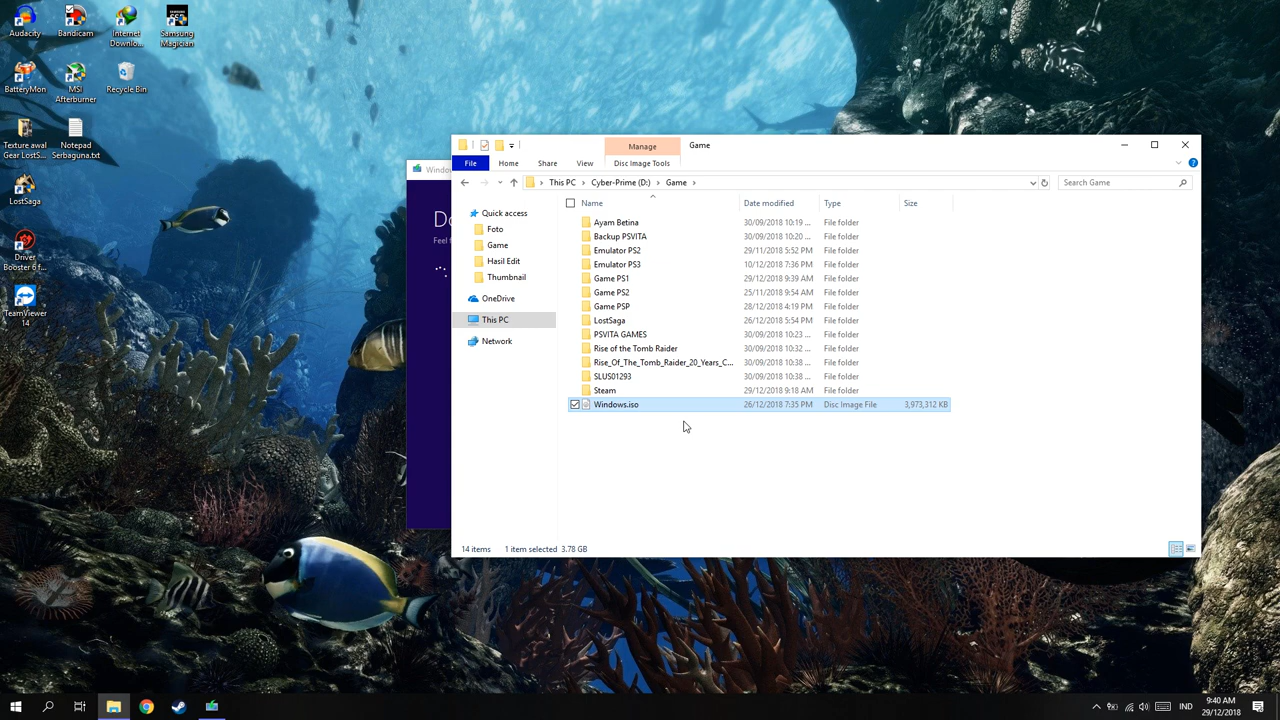 Audacity
Bandicam
Internet
Downlo...
Samsung
Magician
SAMSUNG
SSD
BatteryMon
MSI
Afterburner
Recycle Bin
Texture awal
Gear LostS...
Notepad
Serbaguna.txt
LostSaga
Driver
Booster 6 f...
TeamViewer
14
Window
Do
Feel f
Manage
Game
File
Home
Share
View
Disc Image Tools
This PC
Cyber-Prime (D:)
Game
Search Game
Name
Date modified
Type
Size
Quick access
Foto
Game
Hasil Edit
Thumbnail
OneDrive
This PC
Network
Ayam Betina 30/09/2018 10:19 ... File folder
Backup PSVITA 30/09/2018 10:20 ... File folder
Emulator PS2 29/11/2018 5:52 PM File folder
Emulator PS3 10/12/2018 7:36 PM File folder
Game PS1 29/12/2018 9:39 AM File folder
Game PS2 25/11/2018 9:54 AM File folder
Game PSP 28/12/2018 4:19 PM File folder
LostSaga 26/12/2018 5:54 PM File folder
PSVITA GAMES 30/09/2018 10:23 ... File folder
Rise of the Tomb Raider 30/09/2018 10:32 ... File folder
Rise_Of_The_Tomb_Raider_20_Years_C... 30/09/2018 10:38 ... File folder
SLUS01293 30/09/2018 10:38 ... File folder
Steam 29/12/2018 9:18 AM File folder
Windows.iso 26/12/2018 7:35 PM Disc Image File 3,973,312 KB
14 items 1 item selected 3.78 GB
IND
9:40 AM
29/12/2018